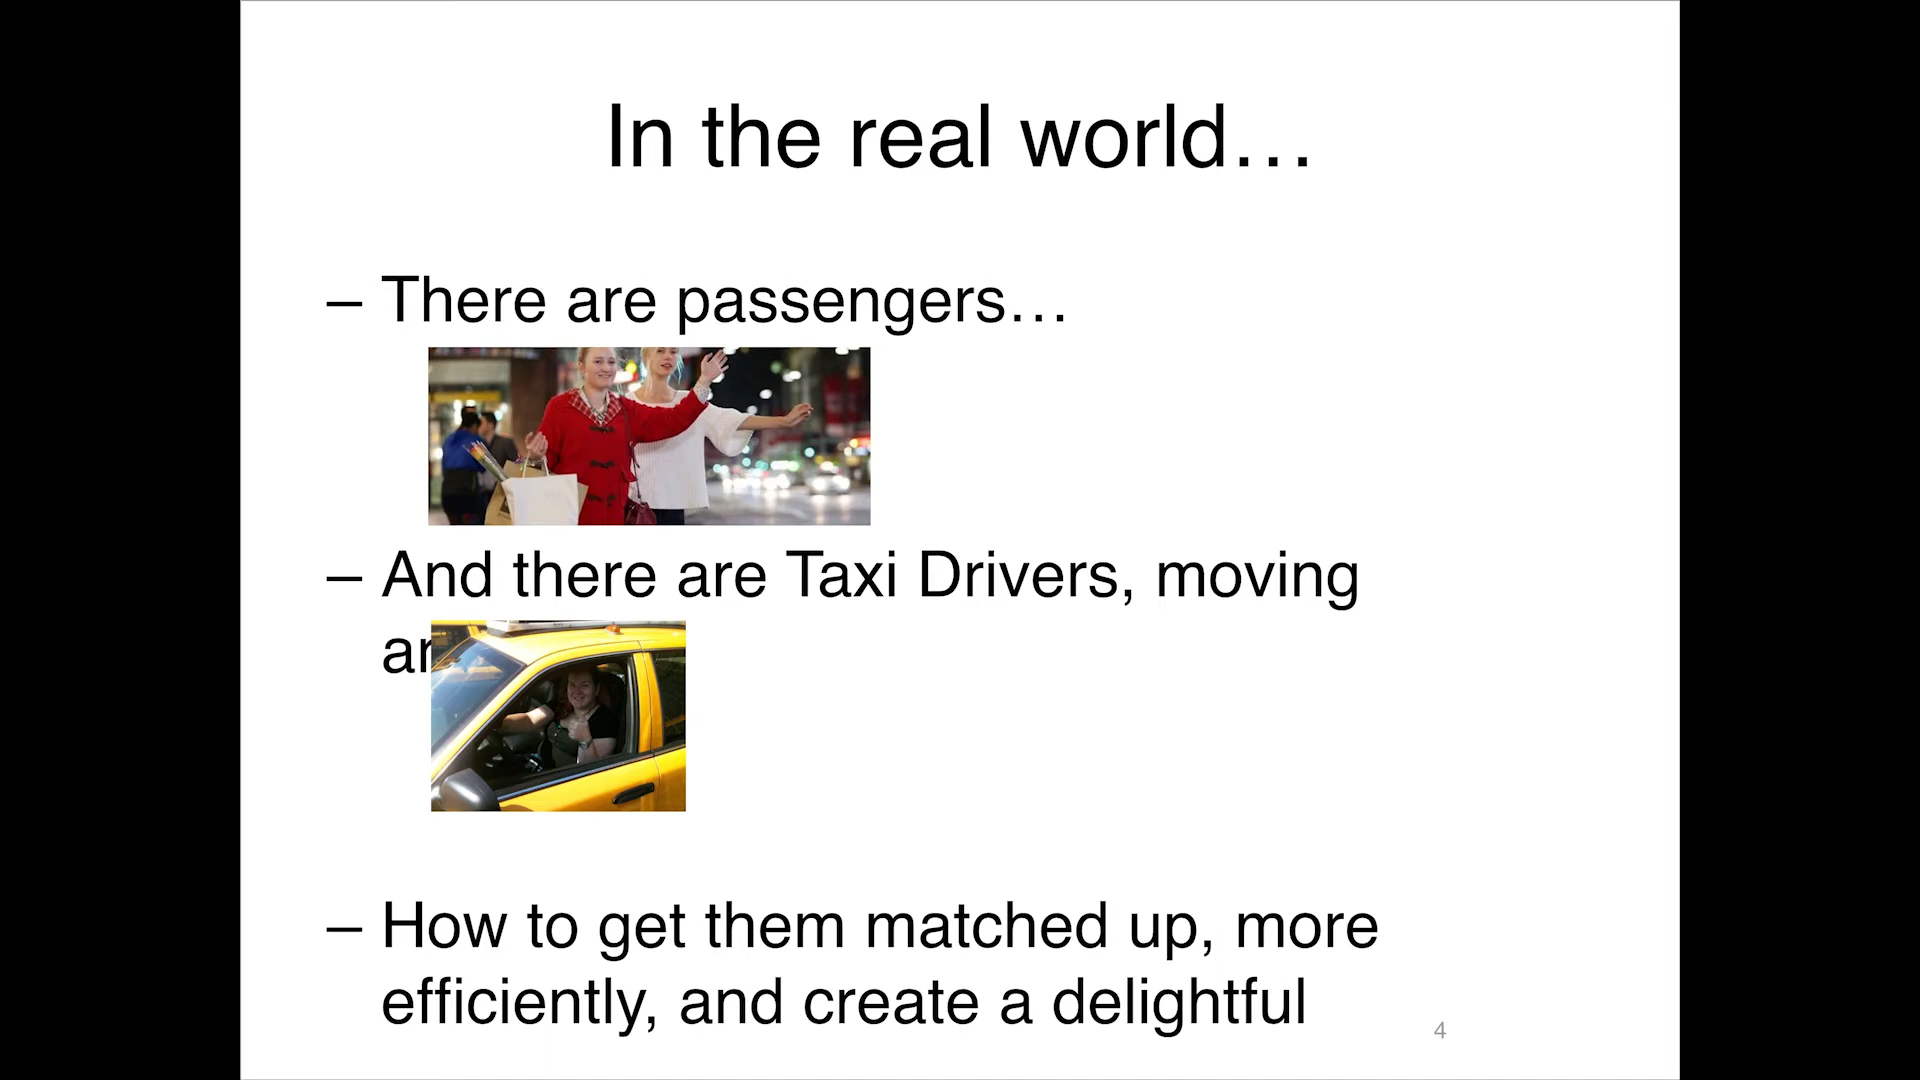 In the real world…
– There are passengers…
– And there are Taxi Drivers, moving
– How to get them matched up, more
efficiently, and create a delightful
4